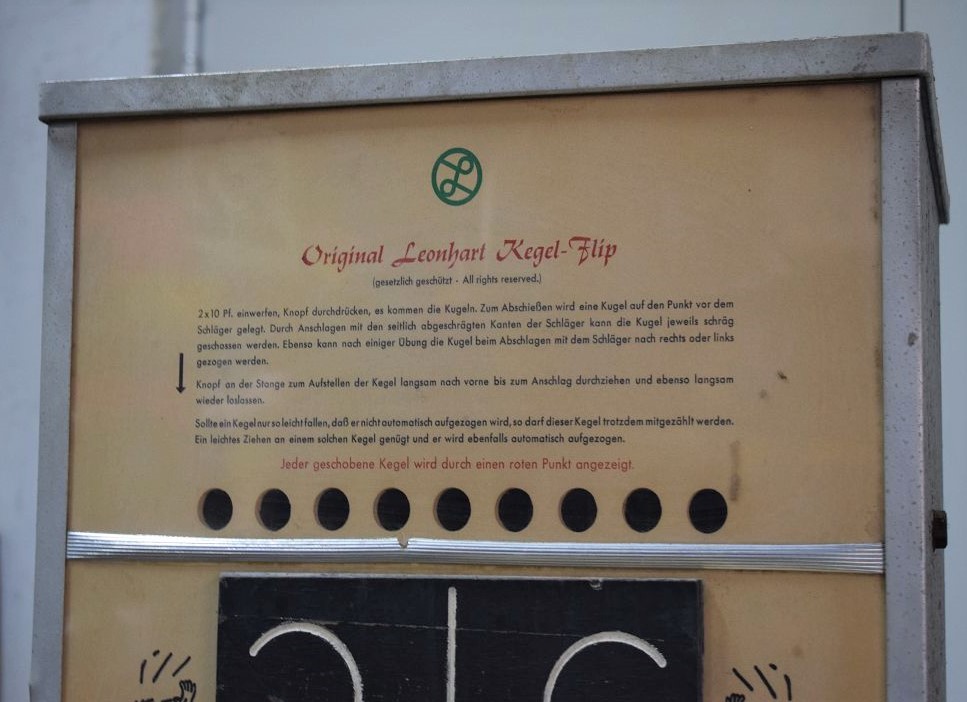 Original Leonhart Kegel-Flip
(gesetzlich geschützt - All rights reserved.)
2 x 10 Pf. einwerfen, Knopf durchdrücken, es kommen die Kugeln. Zum Abschießen wird eine Kugel auf den Punkt vor dem
Schläger gelegt. Durch Anschlagen mit den seitlich abgeschrägten Kanten der Schläger kann die Kugel jeweils schräg
geschossen werden. Ebenso kann nach einiger Übung die Kugel beim Abschlagen mit dem Schläger nach rechts oder links
gezogen werden.
Knopf an der Stange zum Aufstellen der Kegel langsam nach vorne bis zum Anschlag durchziehen und ebenso langsam
wieder loslassen.
Sollte ein Kegel nur so leicht fallen, daß er nicht automatisch aufgezogen wird, so darf dieser Kegel trotzdem mitgezählt werden.
Ein leichtes Ziehen an einem solchen Kegel genügt und er wird ebenfalls automatisch aufgezogen.
Jeder geschobene Kegel wird durch einen roten Punkt angezeigt.